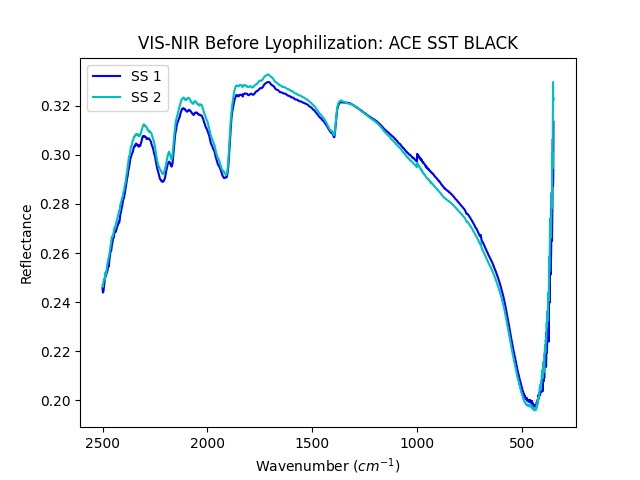 VIS-NIR Before Lyophilization: ACE SST BLACK
SS 1
SS 2
Reflectance
0.32
0.30
0.28
0.26
0.24
0.22
0.20
2500 2000 1500 1000 500
Wavenumber (cm⁻¹)